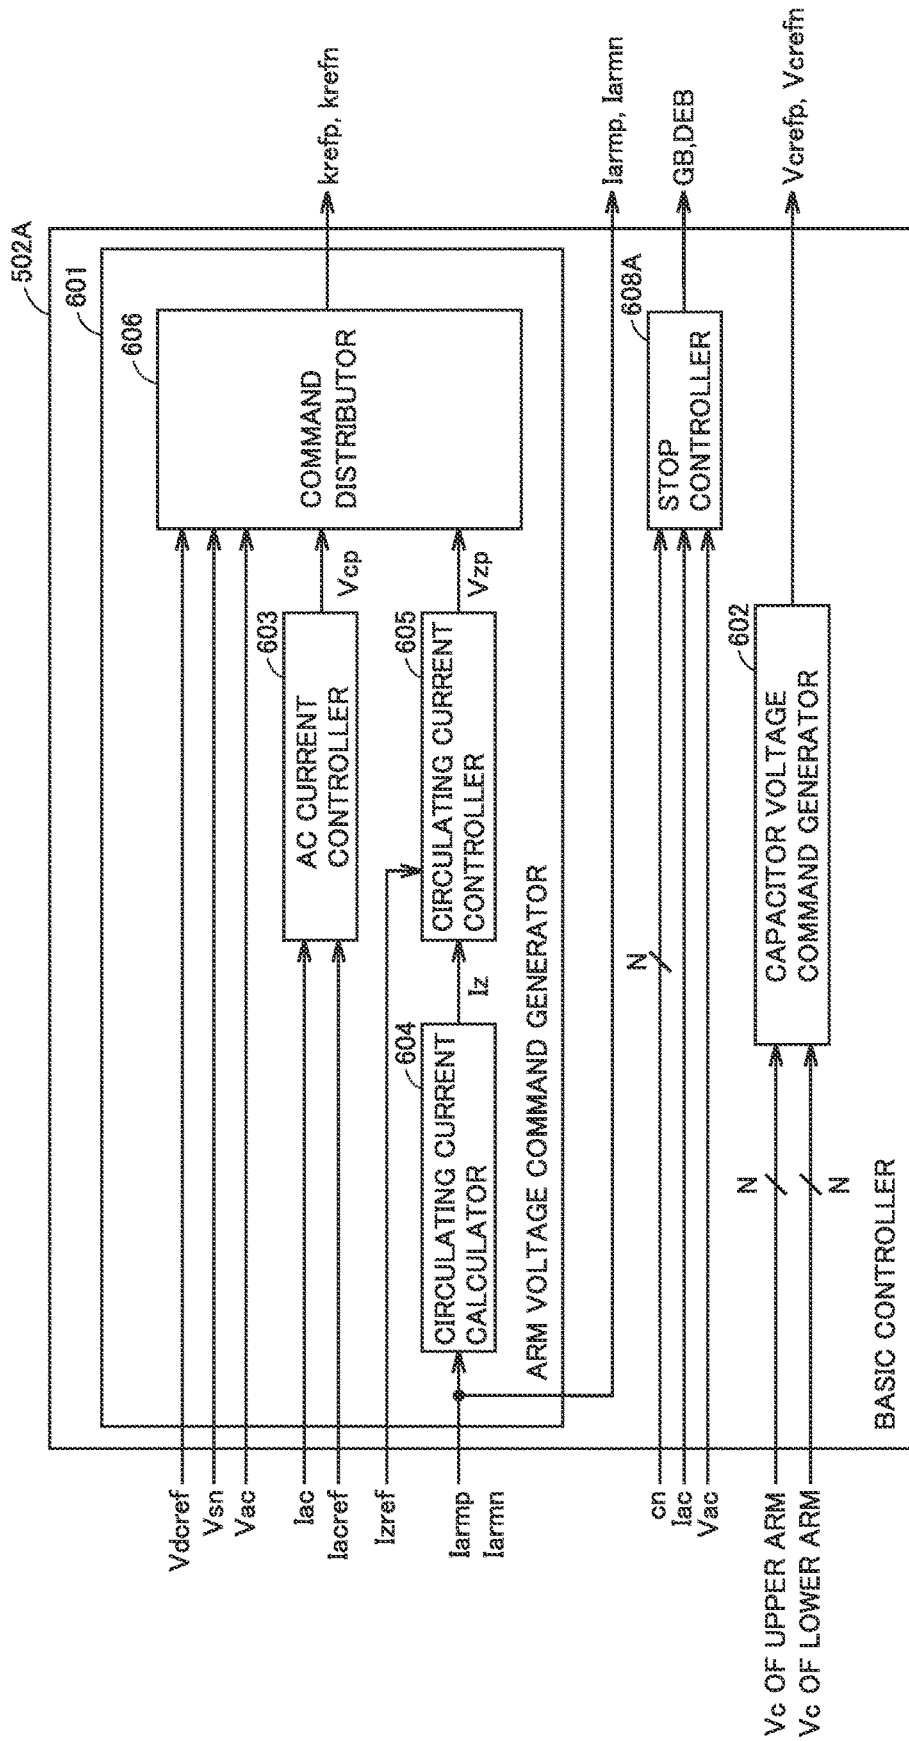 502A
601
606
COMMAND
DISTRIBUTOR
krefp, krefn
Vdcref
Vsn
Vac
Iac
Iacref
603
AC CURRENT
CONTROLLER
Vcp
Izref
605
CIRCULATING CURRENT
CONTROLLER
Vzp
Iarmp
Iarmn
604
CIRCULATING CURRENT
CALCULATOR
Iz
ARM VOLTAGE COMMAND GENERATOR
Iarmp, Iarmn
cn
Iac
Vac
N
608A
STOP
CONTROLLER
GB,DEB
Vc OF UPPER ARM
Vc OF LOWER ARM
N
N
602
CAPACITOR VOLTAGE
COMMAND GENERATOR
Vcrefp, Vcrefn
BASIC CONTROLLER